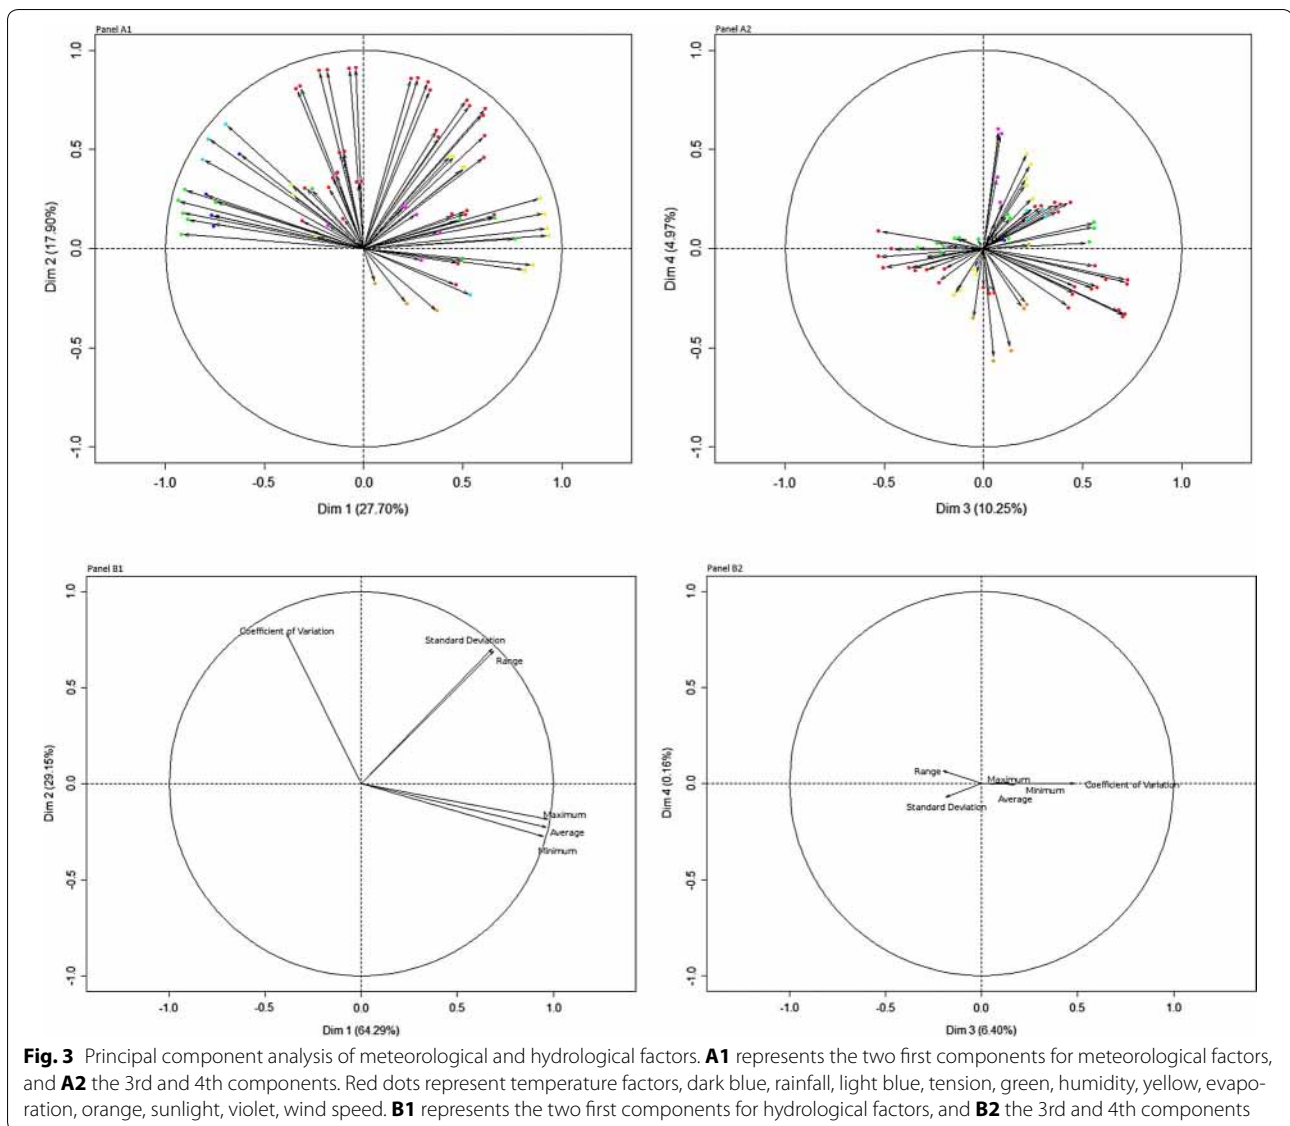 Panel A1
1.0
0.5
0.0
-0.5
-1.0
Dim 2 (17.90%)
-1.0 -0.5 0.0 0.5 1.0
Dim 1 (27.70%)
Panel A2
1.0
0.5
0.0
-0.5
-1.0
Dim 4 (4.97%)
-1.0 -0.5 0.0 0.5 1.0
Dim 3 (10.25%)
Panel B1
1.0
0.5
0.0
-0.5
-1.0
Dim 2 (29.15%)
Coefficient of Variation
Standard Deviation
Range
Maximum
Average
Minimum
-1.0 -0.5 0.0 0.5 1.0
Dim 1 (64.29%)
Panel B2
1.0
0.5
0.0
-0.5
-1.0
Dim 4 (0.16%)
Range
Maximum
Coefficient of Variation
Minimum
Average
Standard Deviation
-1.0 -0.5 0.0 0.5 1.0
Dim 3 (6.40%)
Fig. 3 Principal component analysis of meteorological and hydrological factors. A1 represents the two first components for meteorological factors,
and A2 the 3rd and 4th components. Red dots represent temperature factors, dark blue, rainfall, light blue, tension, green, humidity, yellow, evapo-
ration, orange, sunlight, violet, wind speed. B1 represents the two first components for hydrological factors, and B2 the 3rd and 4th components